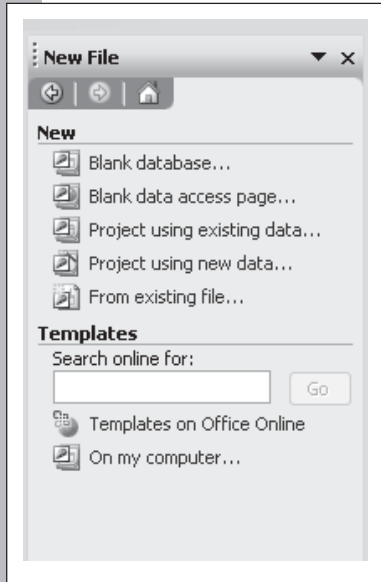 New File
New
Blank database...
Blank data access page...
Project using existing data...
Project using new data...
From existing file...
Templates
Search online for:
Go
Templates on Office Online
On my computer...